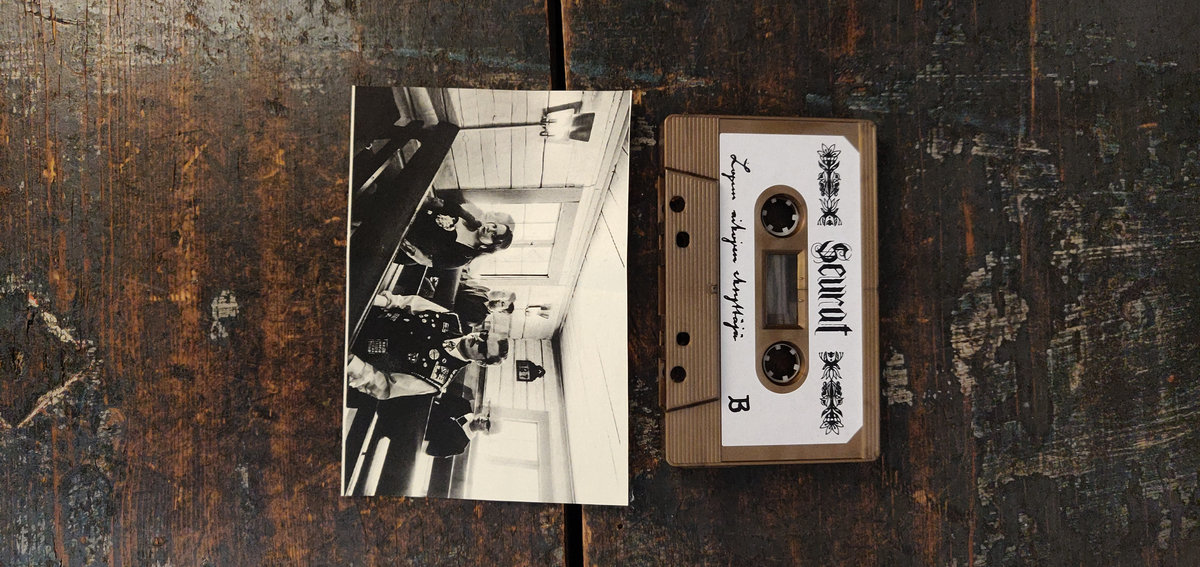 Seurat
Lopun aikojen
B